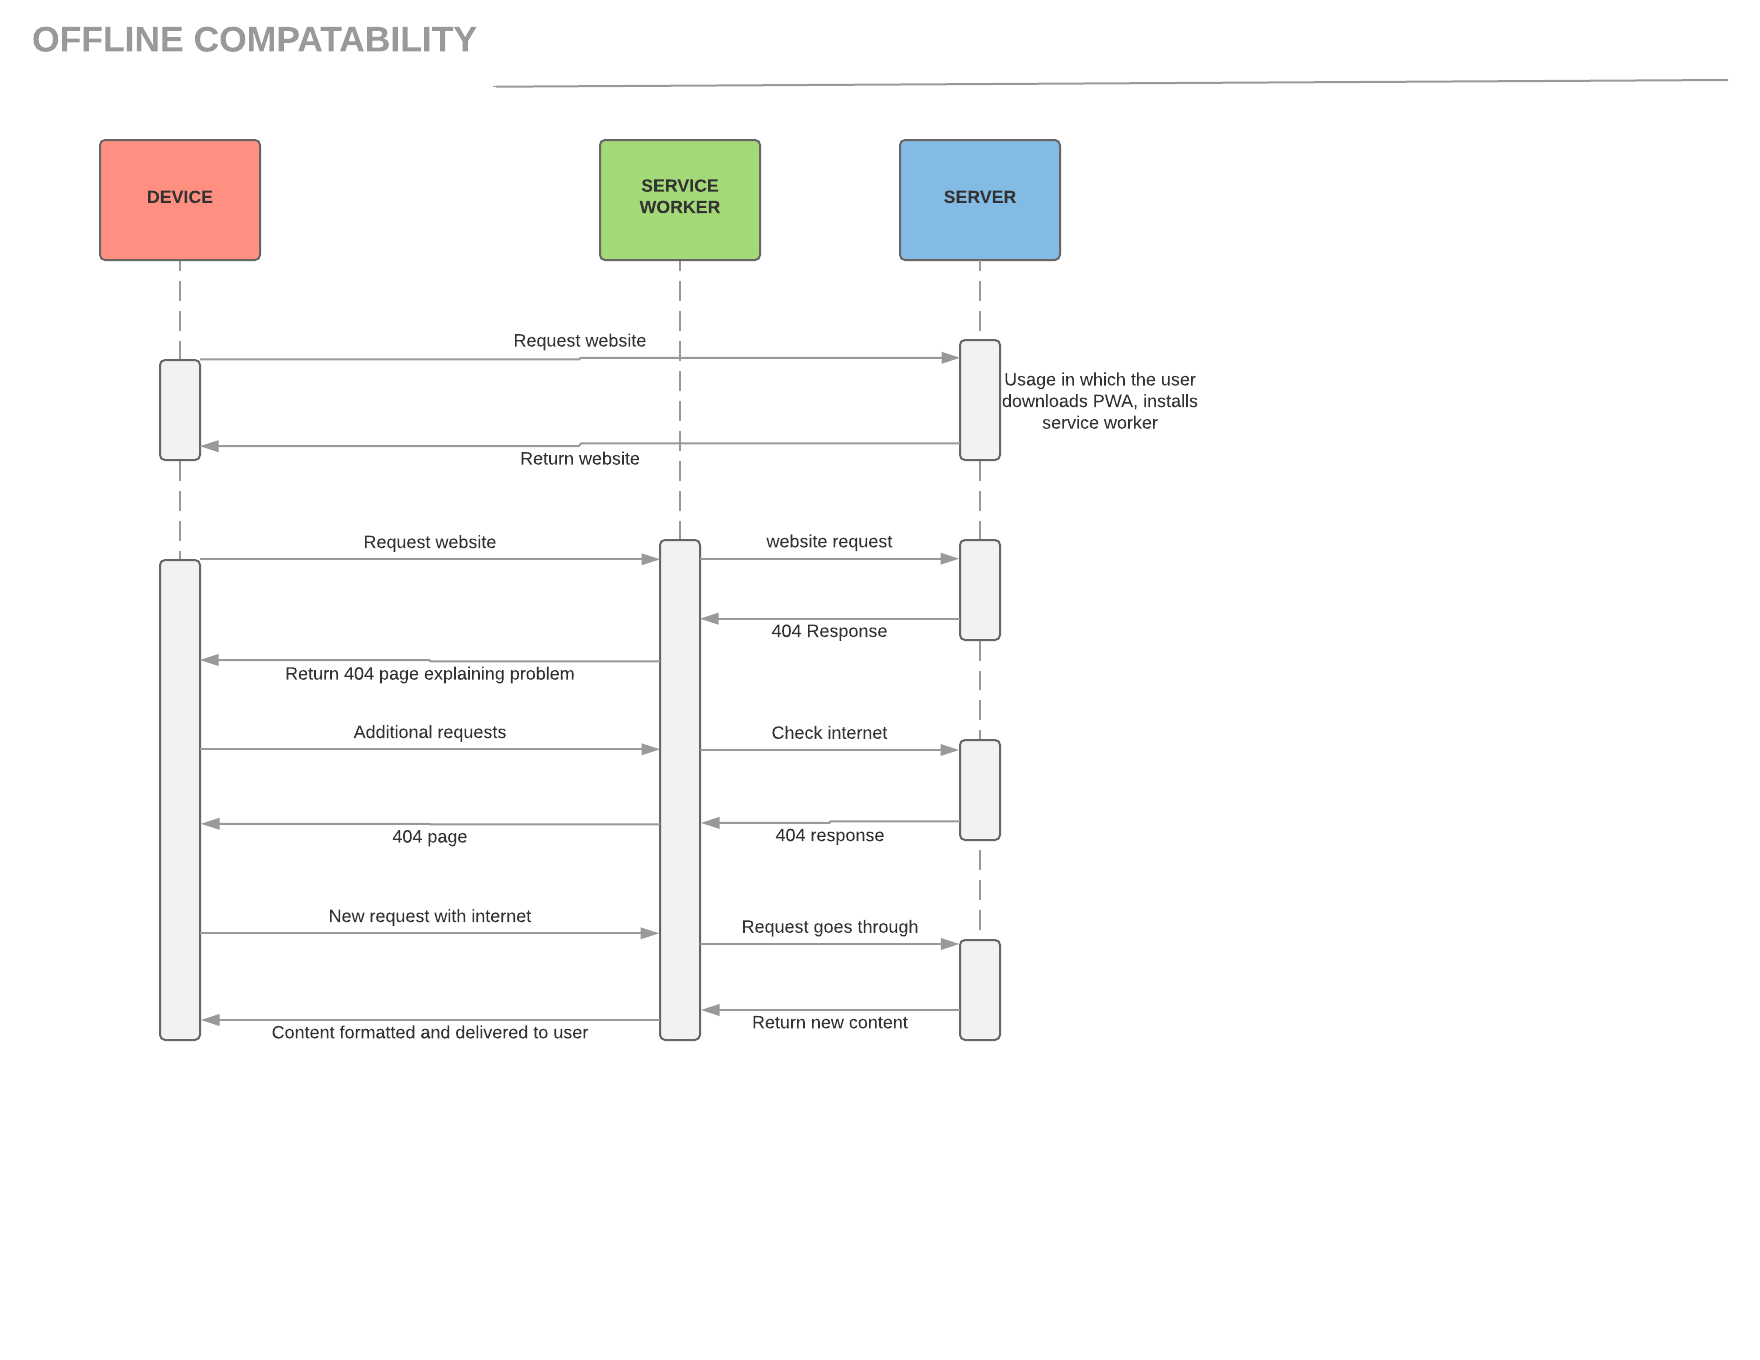 OFFLINE COMPATABILITY
DEVICE
SERVICE
WORKER
SERVER
Request website
Usage in which the user
downloads PWA, installs
service worker
Return website
Request website
website request
404 Response
Return 404 page explaining problem
Additional requests
Check internet
404 page
404 response
New request with internet
Request goes through
Return new content
Content formatted and delivered to user